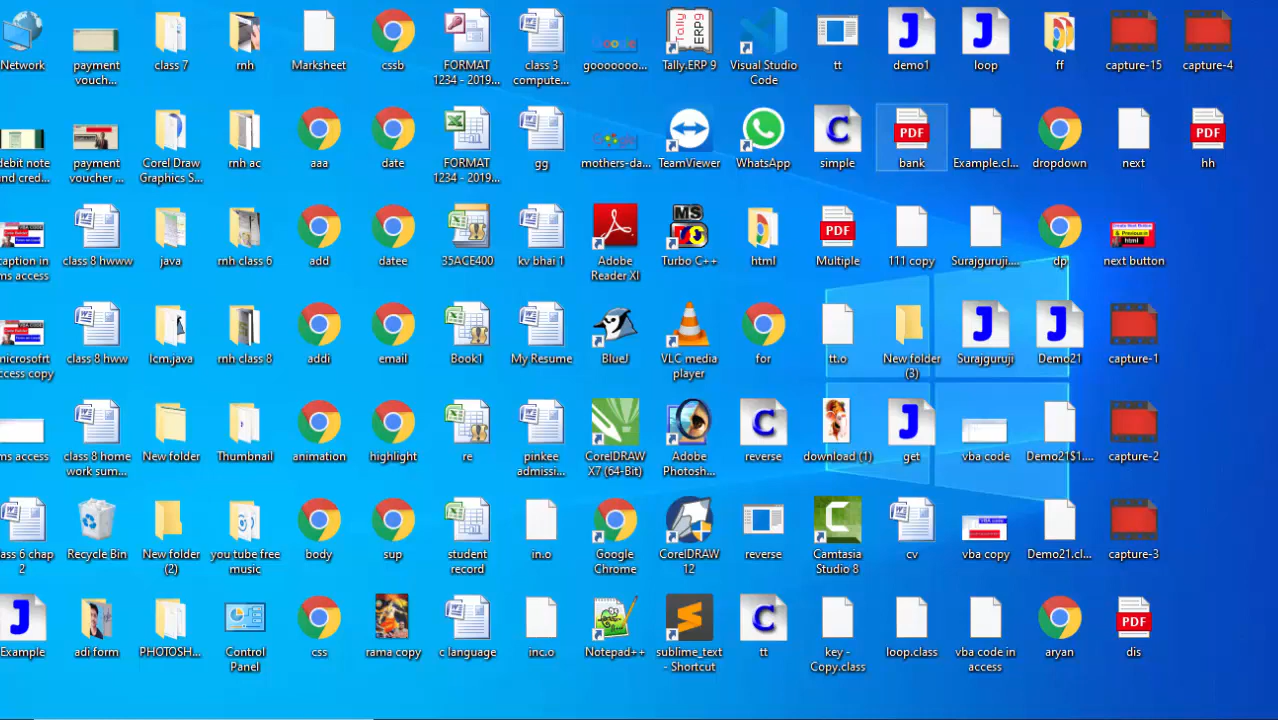 Network
payment
vouch...
class 7
rnh
Marksheet
cssb
FORMAT
1234 - 2019...
class 3
compute...
gooooooo...
Tally.ERP 9
Visual Studio
Code
tt
demo1
loop
ff
capture-15
capture-4
debit note
und cred...
payment
voucher ...
Corel Draw
Graphics S...
rnh ac
aaa
date
FORMAT
1234 - 2019...
gg
mothers-da...
TeamViewer
WhatsApp
simple
bank
Example.cl...
dropdown
next
hh
caption in
ms access
class 8 hwww
java
rnh class 6
add
datee
35ACE400
kv bhai 1
Adobe
Reader XI
Turbo C++
html
Multiple
111 copy
Surajguruji....
dp
next button
microsofrt
access copy
class 8 hww
lcm.java
rnh class 8
addi
email
Book1
My Resume
BlueJ
VLC media
player
for
tt.o
New folder
(3)
Surajguruji
Demo21
capture-1
ms access
class 8 home
work sum...
New folder
Thumbnail
animation
highlight
re
pinkee
admissi...
CorelDRAW
X7 (64-Bit)
Adobe
Photosh...
reverse
download (1)
get
vba code
Demo21$1....
capture-2
ass 6 chap
2
Recycle Bin
New folder
(2)
you tube free
music
body
sup
student
record
in.o
Google
Chrome
CorelDRAW
12
reverse
Camtasia
Studio 8
cv
vba copy
Demo21.cl...
capture-3
Example
adi form
PHOTOSH...
Control
Panel
css
rama copy
c language
inc.o
Notepad++
sublime_text
- Shortcut
tt
key -
Copy.class
loop.class
vba code in
access
aryan
dis